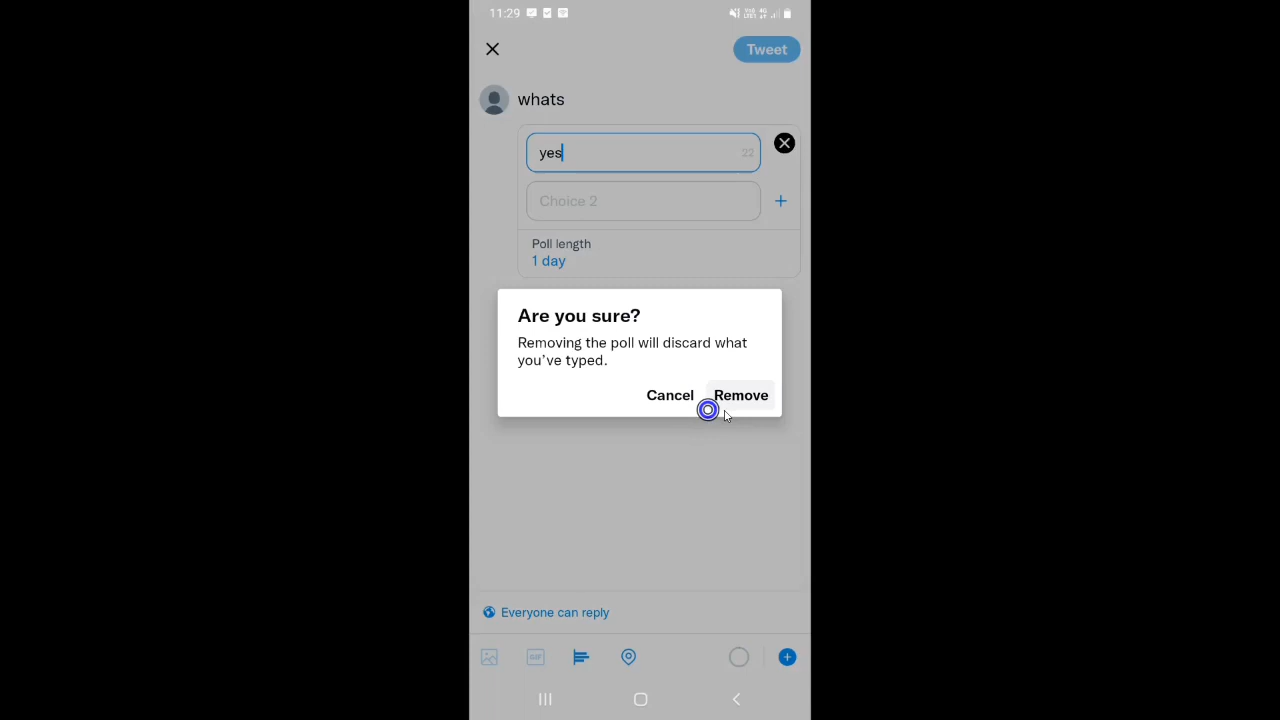 11:29
Tweet
whats
yes
22
Choice 2
Poll length
1 day
Are you sure?
Removing the poll will discard what
you've typed.
Cancel
Remove
Everyone can reply
GIF